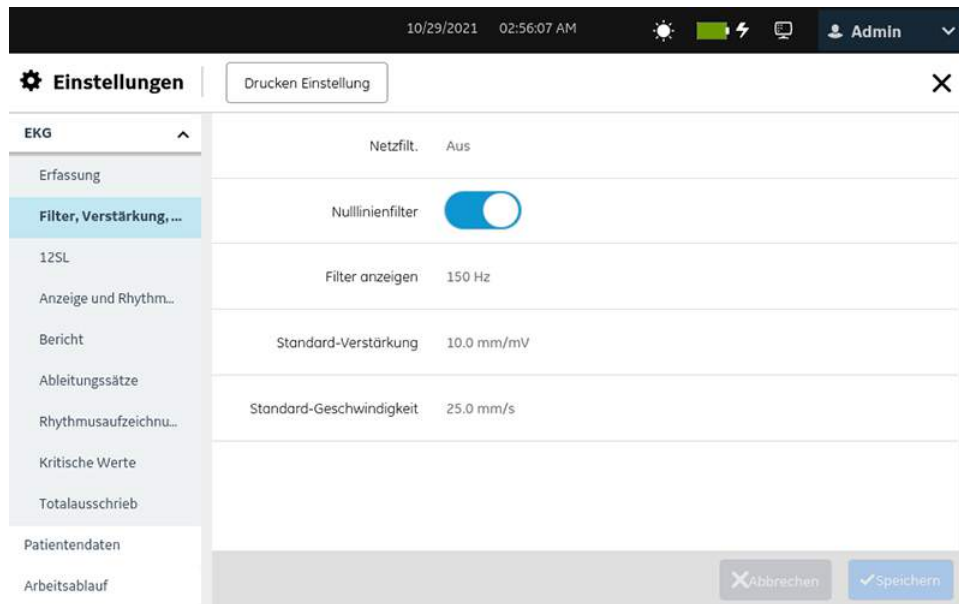 10/29/2021 02:56:07 AM Admin
Einstellungen Drucken Einstellung
EKG
Erfassung
Filter, Verstärkung, ...
12SL
Anzeige und Rhythm...
Bericht
Ableitungssätze
Rhythmusaufzeichnu...
Kritische Werte
Totalausschrieb
Patientendaten
Arbeitsablauf
Netzfilt. Aus
Nulllinienfilter
Filter anzeigen 150 Hz
Standard-Verstärkung 10.0 mm/mV
Standard-Geschwindigkeit 25.0 mm/s
Abbrechen Speichern